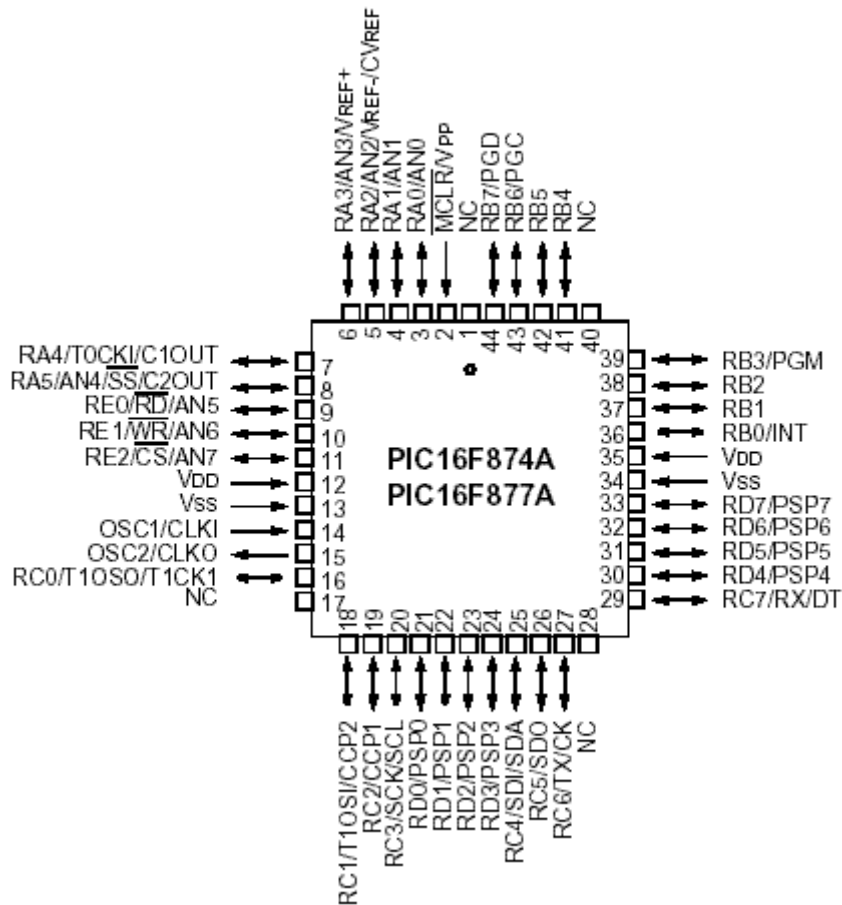 RA3/AN3/VREF+
RA2/AN2/VREF-/CVREF
RA1/AN1
RA0/AN0
MCLR/VPP
NC
RB7/PGD
RB6/PGC
RB5
RB4
NC
6
5
4
3
2
1
44
43
42
41
40
RA4/T0CKI/C1OUT
7
RA5/AN4/SS/C2OUT
8
RE0/RD/AN5
9
RE1/WR/AN6
10
RE2/CS/AN7
11
VDD
12
VSS
13
OSC1/CLKI
14
OSC2/CLKO
15
RC0/T1OSO/T1CK1
16
NC
17
PIC16F874A
PIC16F877A
39
RB3/PGM
38
RB2
37
RB1
36
RB0/INT
35
VDD
34
VSS
33
RD7/PSP7
32
RD6/PSP6
31
RD5/PSP5
30
RD4/PSP4
29
RC7/RX/DT
18
19
20
21
22
23
24
25
26
27
28
RC1/T1OSI/CCP2
RC2/CCP1
RC3/SCK/SCL
RD0/PSP0
RD1/PSP1
RD2/PSP2
RD3/PSP3
RC4/SDI/SDA
RC5/SDO
RC6/TX/CK
NC